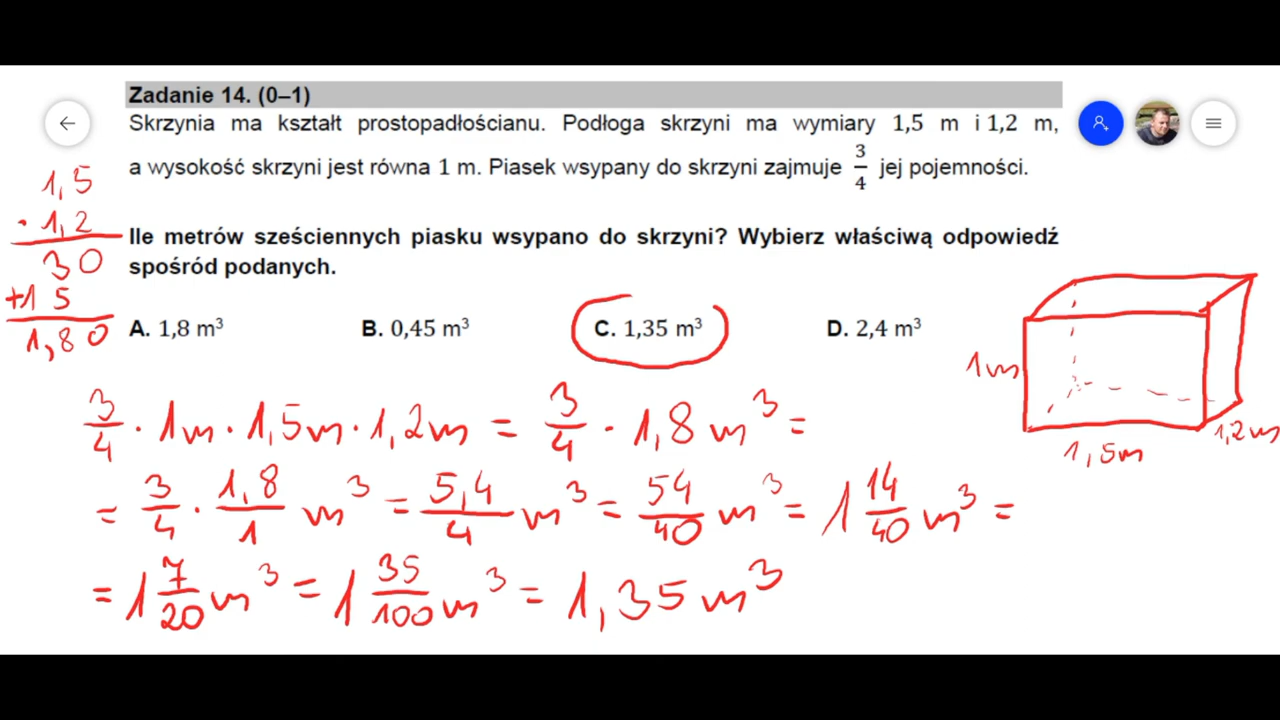 Zadanie 14. (0–1)
Skrzynia ma kształt prostopadłościanu. Podłoga skrzyni ma wymiary 1,5 m i 1,2 m,
a wysokość skrzyni jest równa 1 m. Piasek wsypany do skrzyni zajmuje 3/4 jej pojemności.
Ile metrów sześciennych piasku wsypano do skrzyni? Wybierz właściwą odpowiedź
spośród podanych.
A. 1,8 m³ B. 0,45 m³ C. 1,35 m³ D. 2,4 m³
1,5
· 1,2
30
+15
1,80
1m
1,5m
1,2m
3/4 · 1m · 1,5m · 1,2m = 3/4 · 1,8 m³ =
= 3/4 · 1,8/1 m³ = 5,4/4 m³ = 54/40 m³ = 1 14/40 m³ =
= 1 7/20 m³ = 1 35/100 m³ = 1,35 m³